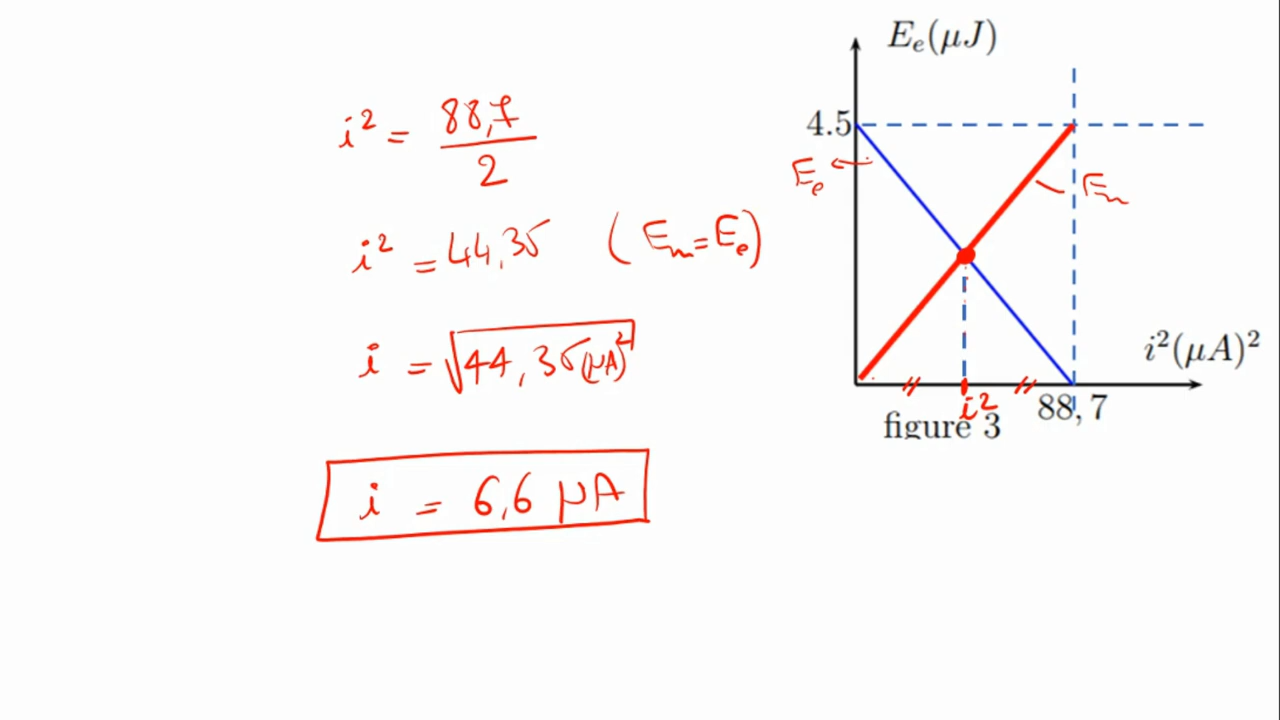 i² = 88,7 / 2
i² = 44,35 (Em = Ee)
i = √44,35(μA)²
i = 6,6 μA
Ee(μJ)
4.5
Ee
Em
i²(μA)²
i²
88,7
figure 3